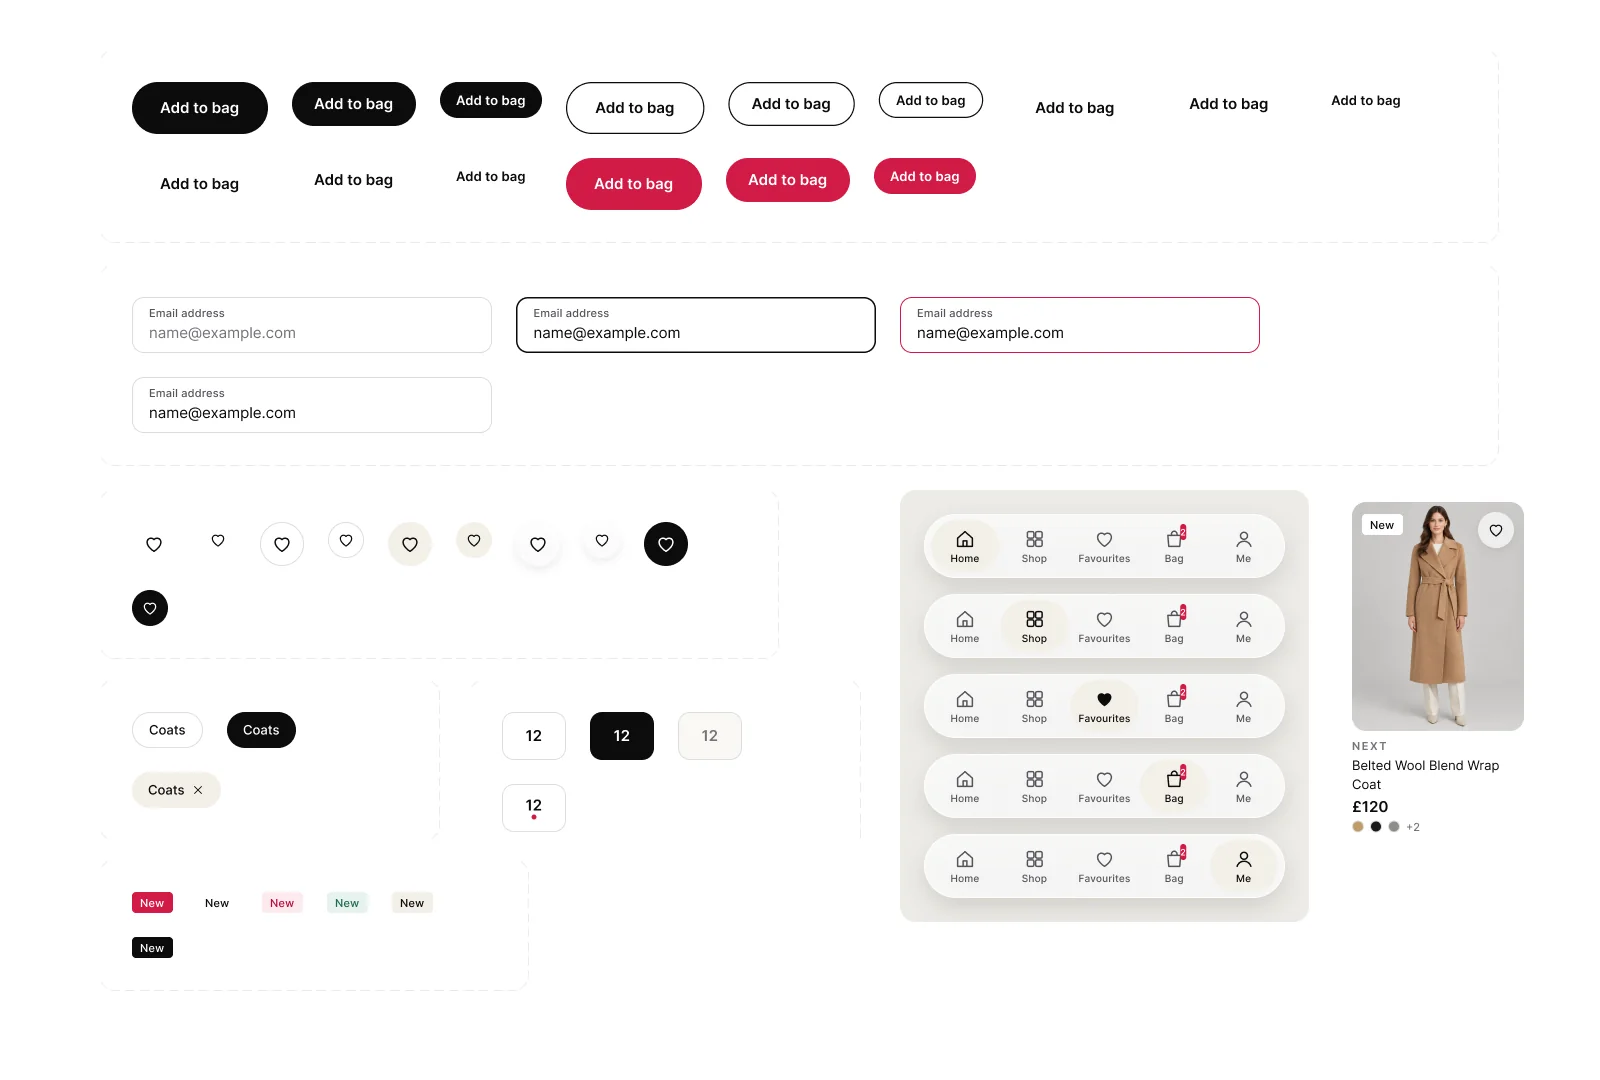 Add to bag Add to bag Add to bag Add to bag Add to bag Add to bag Add to bag Add to bag Add to bag
Add to bag Add to bag Add to bag Add to bag Add to bag Add to bag
Email address Email address Email address
name@example.com name@example.com name@example.com
Email address
name@example.com
Coats Coats
Coats
12 12 12
12
New New New New New
New
2
Home Shop Favourites Bag Me
2
Home Shop Favourites Bag Me
2
Home Shop Favourites Bag Me
2
Home Shop Favourites Bag Me
2
Home Shop Favourites Bag Me
New
NEXT
Belted Wool Blend Wrap
Coat
£120
+2